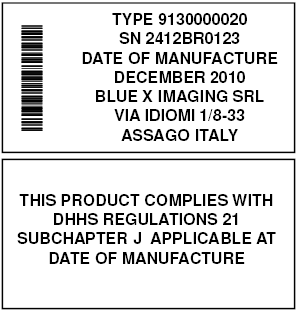 TYPE 9130000020
SN 2412BR0123
DATE OF MANUFACTURE
DECEMBER 2010
BLUE X IMAGING SRL
VIA IDIOMI 1/8-33
ASSAGO ITALY
THIS PRODUCT COMPLIES WITH
DHHS REGULATIONS 21
SUBCHAPTER J APPLICABLE AT
DATE OF MANUFACTURE